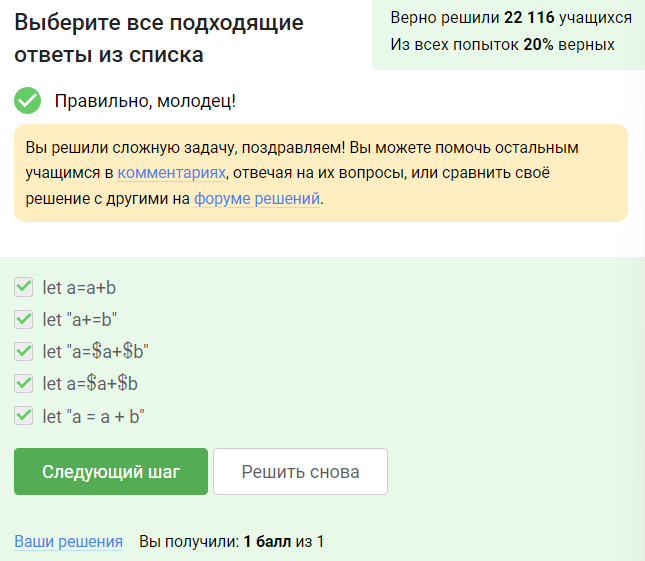 Выберите все подходящие
ответы из списка
Верно решили 22 116 учащихся
Из всех попыток 20% верных
Правильно, молодец!
Вы решили сложную задачу, поздравляем! Вы можете помочь остальным
учащимся в комментариях, отвечая на их вопросы, или сравнить своё
решение с другими на форуме решений.
let a=a+b
let "a+=b"
let "a=$a+$b"
let a=$a+$b
let "a = a + b"
Следующий шаг
Решить снова
Ваши решения Вы получили: 1 балл из 1